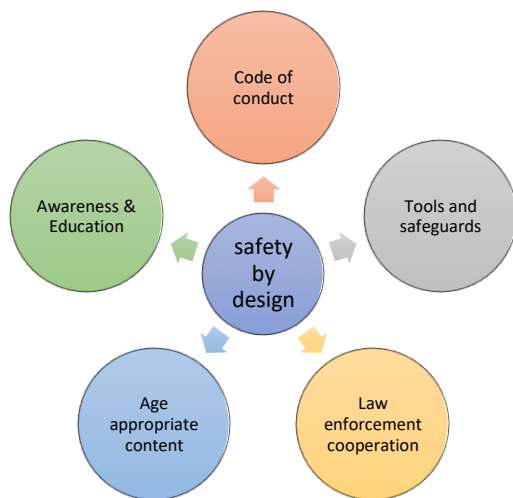 Code of
conduct
Awareness &
Education
Tools and
safeguards
safety
by
design
Age
appropriate
content
Law
enforcement
cooperation